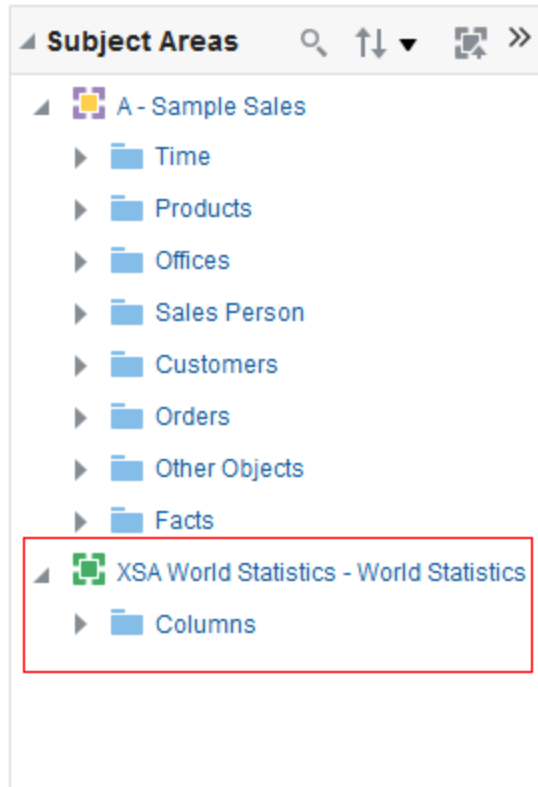 Subject Areas
A - Sample Sales
Time
Products
Offices
Sales Person
Customers
Orders
Other Objects
Facts
XSA World Statistics - World Statistics
Columns